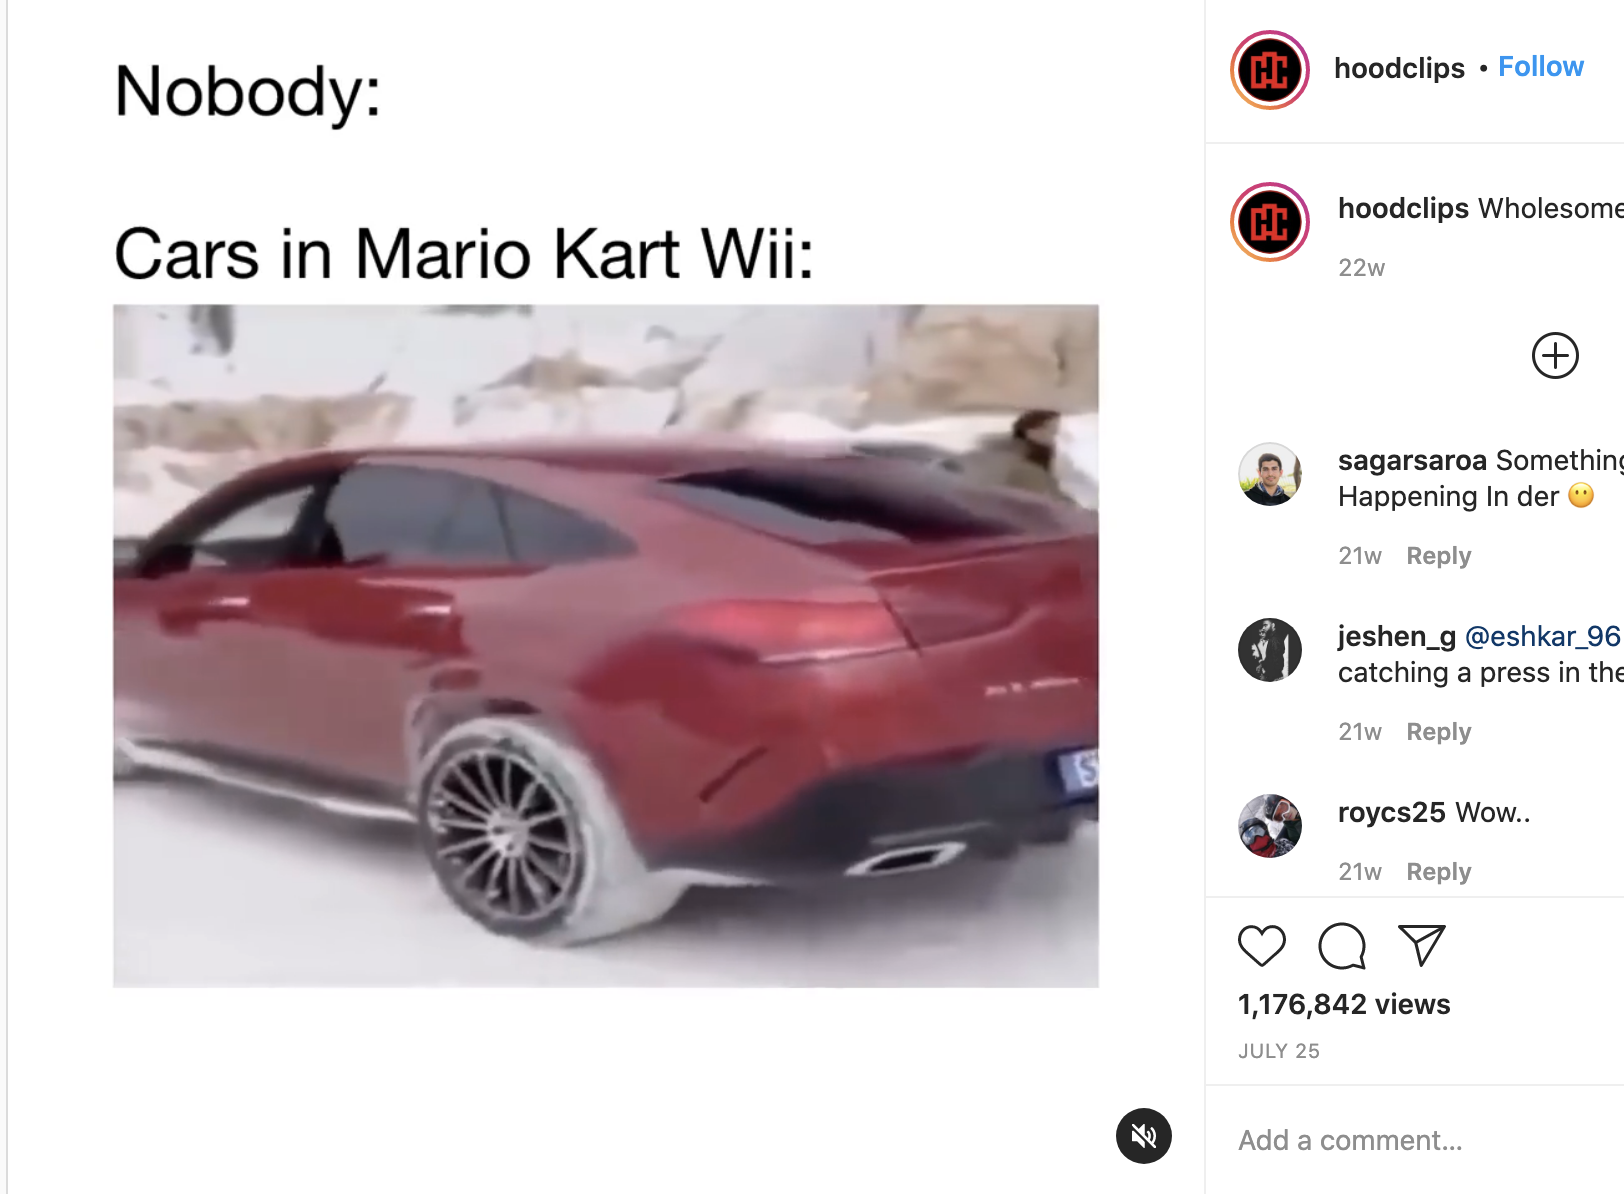 Nobody:
Cars in Mario Kart Wii:
hoodclips • Follow
hoodclips Wholesome
22w
sagarsaroa Something
Happening In der 😶
21w Reply
jeshen_g @eshkar_96
catching a press in the
21w Reply
roycs25 Wow..
21w Reply
1,176,842 views
JULY 25
Add a comment...